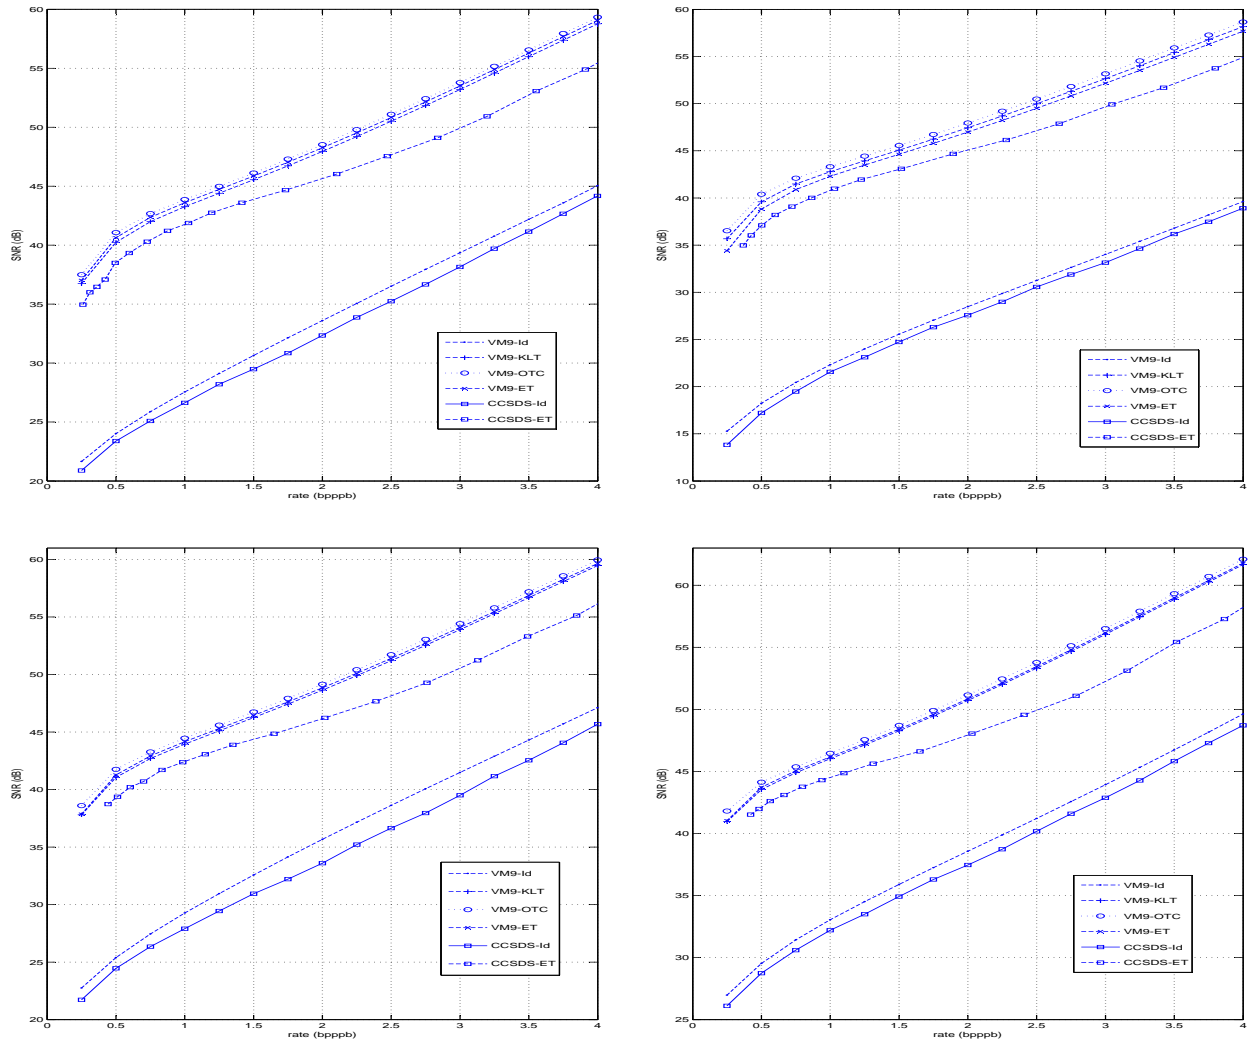 60
55
50
45
40
35
30
25
20
SNR (dB)
0 0.5 1 1.5 2 2.5 3 3.5 4
rate (bpppb)
VM9-Id
VM9-KLT
VM9-OTC
VM9-ET
CCSDS-Id
CCSDS-ET
60
55
50
45
40
35
30
25
20
15
10
SNR (dB)
0 0.5 1 1.5 2 2.5 3 3.5 4
rate (bpppb)
VM9-Id
VM9-KLT
VM9-OTC
VM9-ET
CCSDS-Id
CCSDS-ET
60
55
50
45
40
35
30
25
20
SNR (dB)
0 0.5 1 1.5 2 2.5 3 3.5 4
rate (bpppb)
VM9-Id
VM9-KLT
VM9-OTC
VM9-ET
CCSDS-Id
CCSDS-ET
60
55
50
45
40
35
30
25
SNR (dB)
0 0.5 1 1.5 2 2.5 3 3.5 4
rate (bpppb)
VM9-Id
VM9-KLT
VM9-OTC
VM9-ET
CCSDS-Id
CCSDS-ET